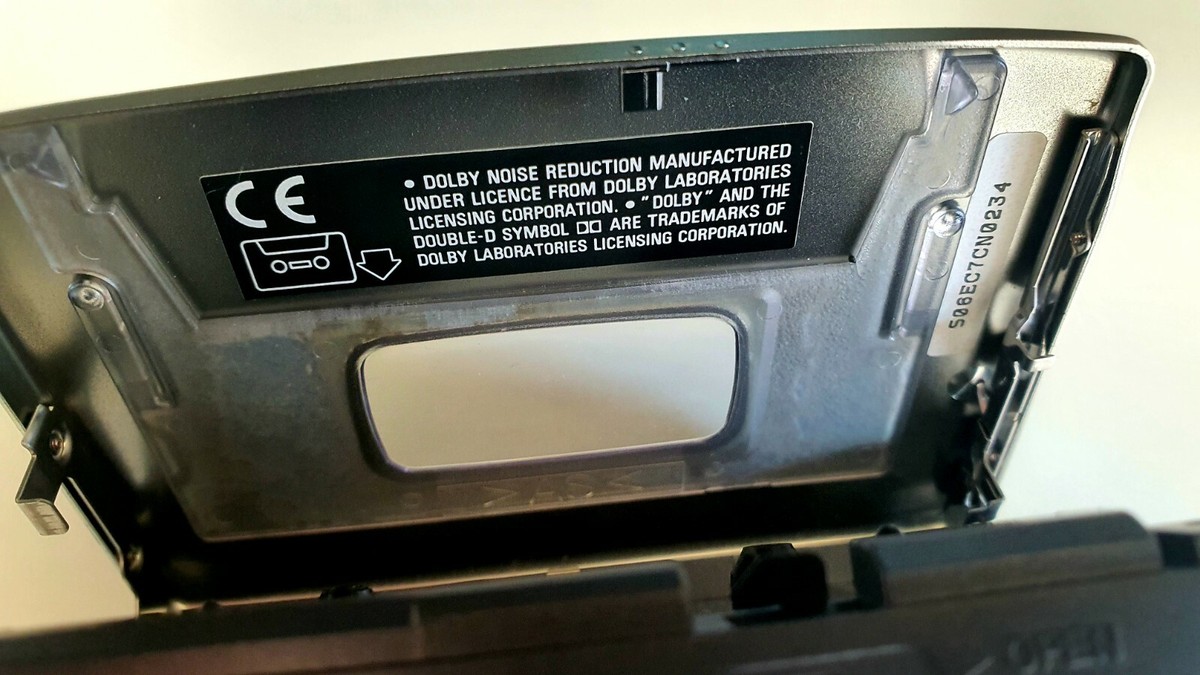 CE
• DOLBY NOISE REDUCTION MANUFACTURED
UNDER LICENCE FROM DOLBY LABORATORIES
LICENSING CORPORATION. • "DOLBY" AND THE
DOUBLE-D SYMBOL ARE TRADEMARKS OF
DOLBY LABORATORIES LICENSING CORPORATION.
S06EC7CN0234
OPEN